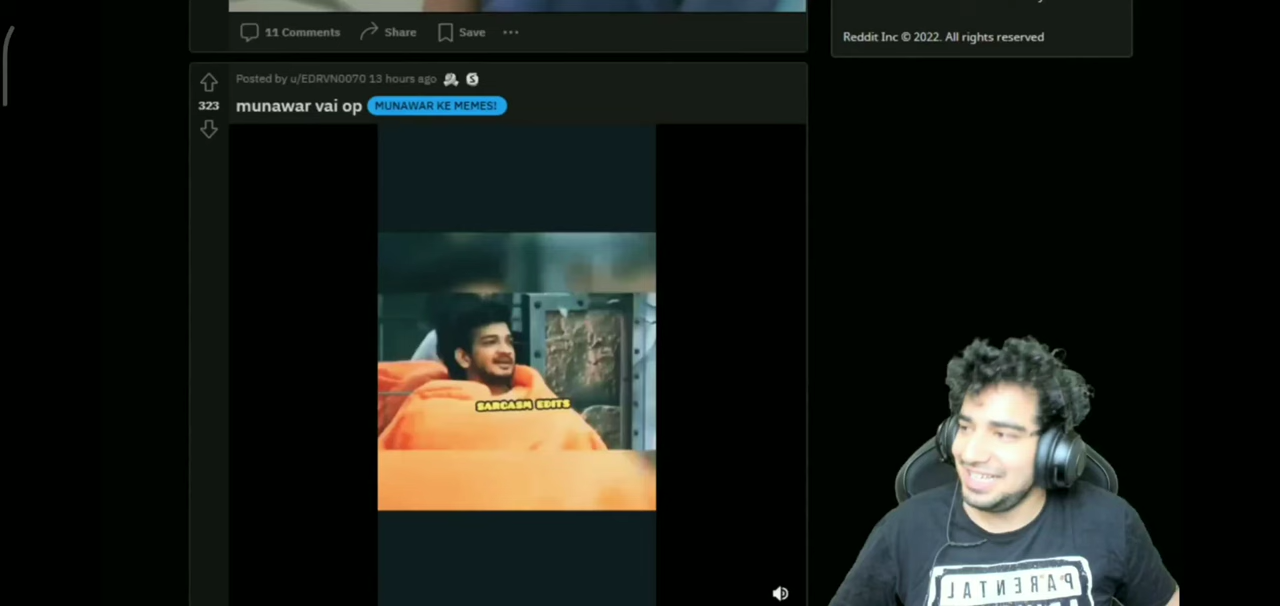 11 Comments Share Save
Reddit Inc © 2022. All rights reserved
Posted by u/EDRVN0070 13 hours ago
323
munawar vai op MUNAWAR KE MEMES!
SARCASM EDITS
PARENTAL